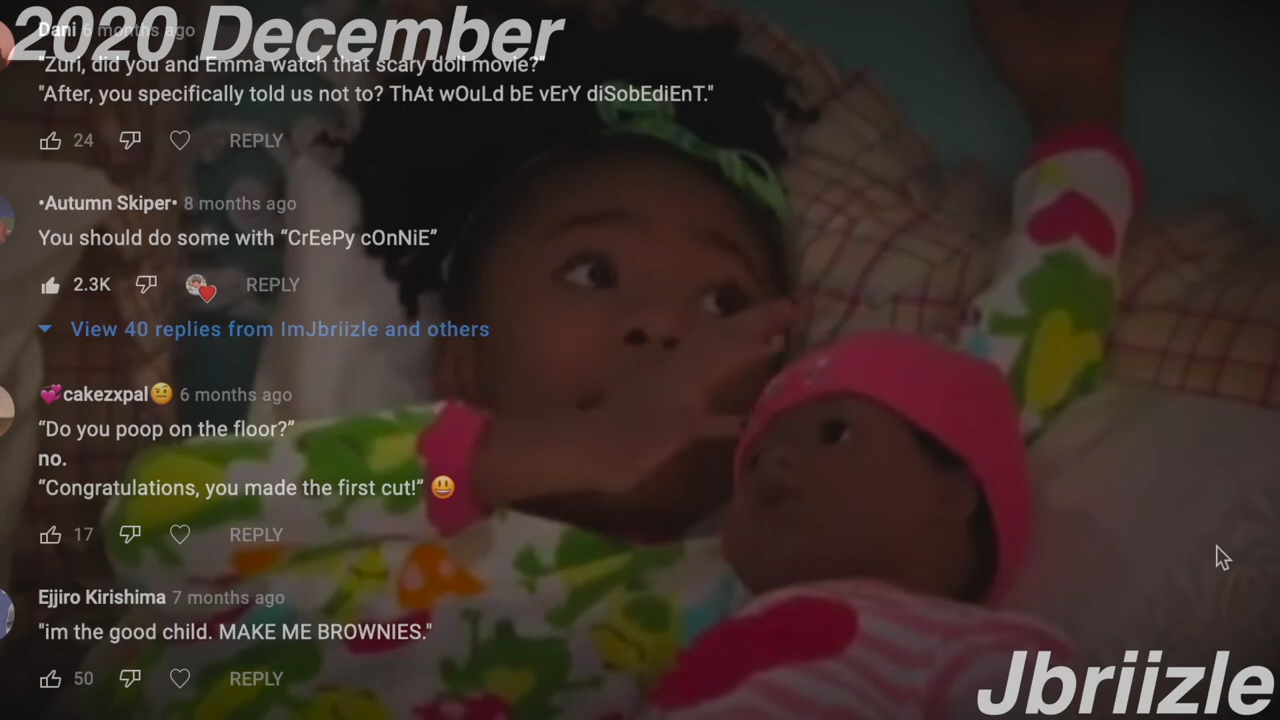 2020 December
Dani 6 months ago
"Zuri, did you and Emma watch that scary doll movie?"
"After, you specifically told us not to? ThAt wOuLd bE vErY diSobEdiEnT."
24 REPLY
•Autumn Skiper• 8 months ago
You should do some with “CrEePy cOnNiE”
2.3K REPLY
View 40 replies from ImJbriizle and others
💞cakezxpal🤨 6 months ago
“Do you poop on the floor?”
no.
“Congratulations, you made the first cut!” 😃
17 REPLY
Ejjiro Kirishima 7 months ago
"im the good child. MAKE ME BROWNIES."
50 REPLY
Jbriizle